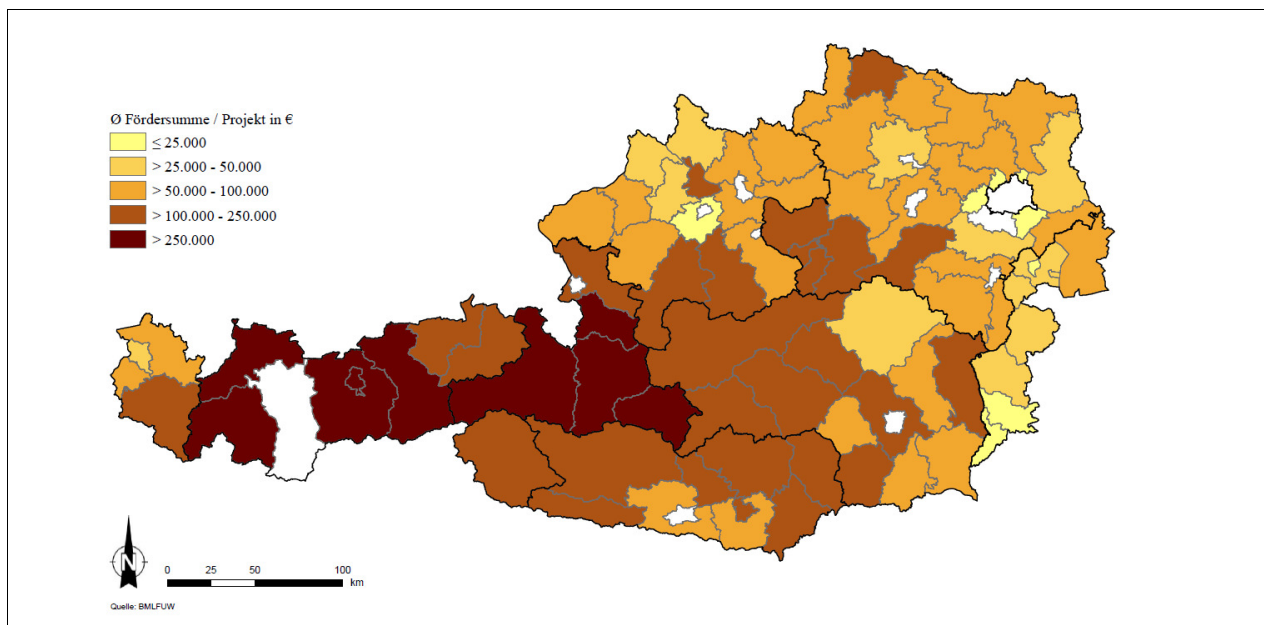 Ø Fördersumme / Projekt in €
≤ 25.000
> 25.000 - 50.000
> 50.000 - 100.000
> 100.000 - 250.000
> 250.000
N
0 25 50 100
km
Quelle: BMLFUW